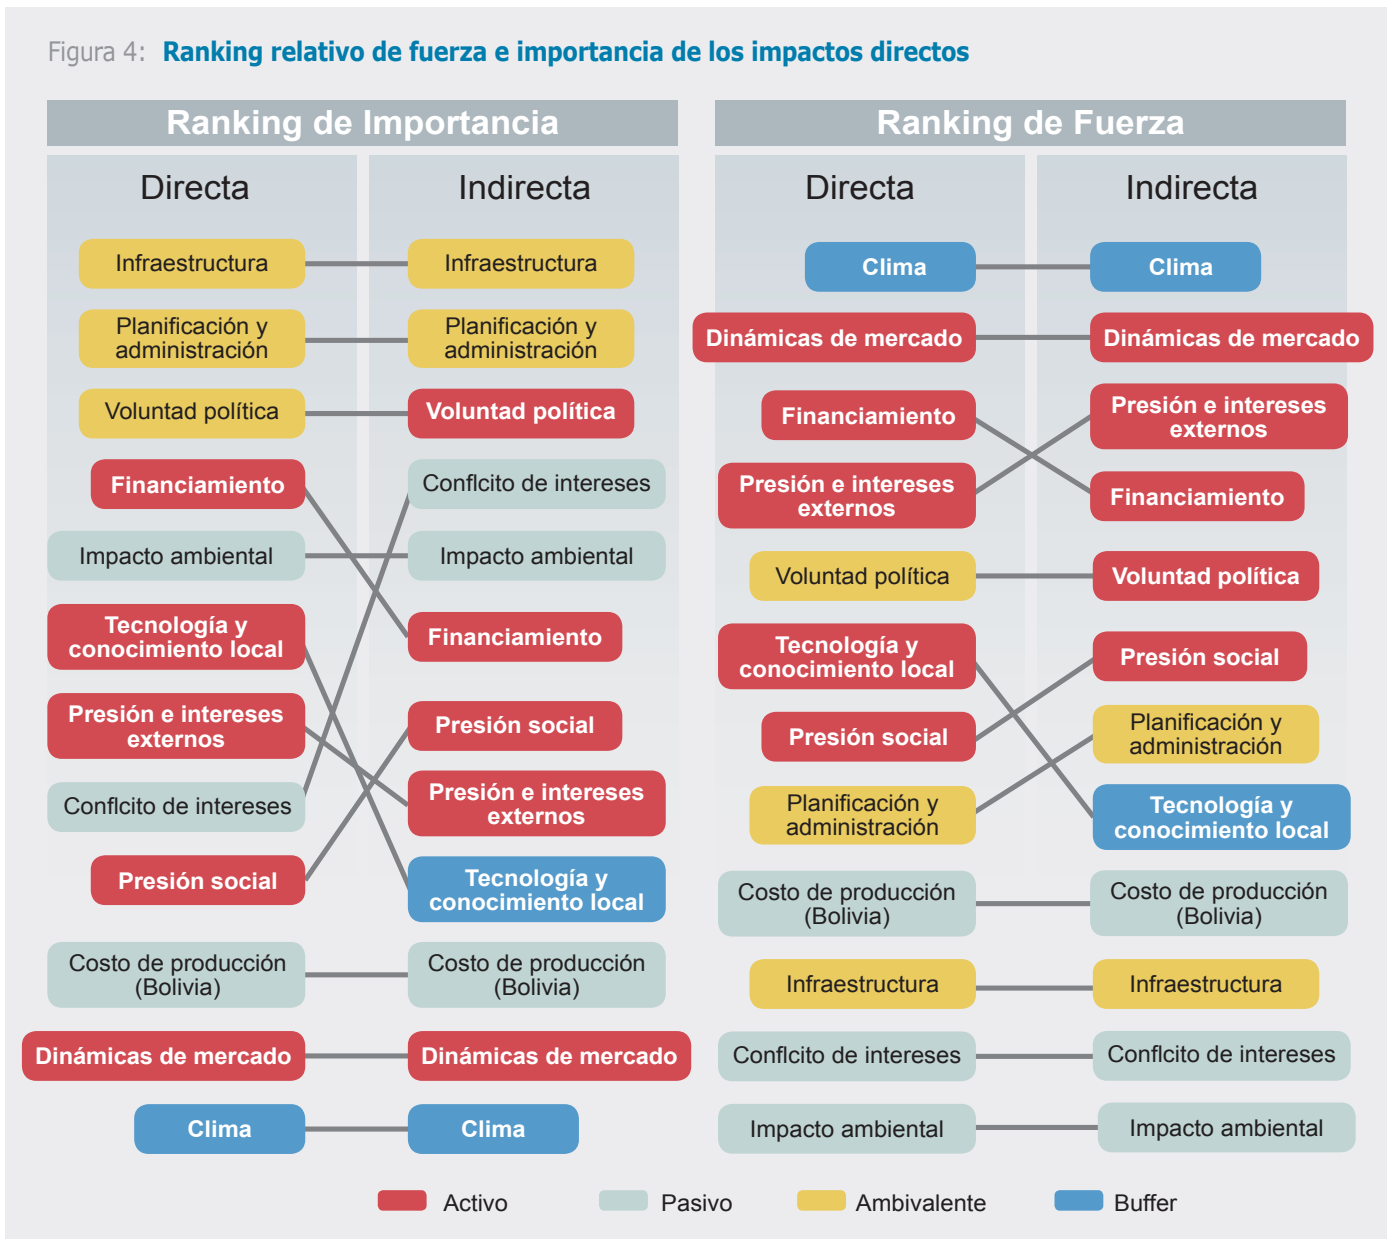 Figura 4: Ranking relativo de fuerza e importancia de los impactos directos
Ranking de Importancia
Directa
Indirecta
Infraestructura
Infraestructura
Planificación y
administración
Planificación y
administración
Voluntad política
Voluntad política
Financiamiento
Conflcito de intereses
Impacto ambiental
Impacto ambiental
Tecnología y
conocimiento local
Financiamiento
Presión e intereses
externos
Presión social
Conflcito de intereses
Presión e intereses
externos
Presión social
Tecnología y
conocimiento local
Costo de producción
(Bolivia)
Costo de producción
(Bolivia)
Dinámicas de mercado
Dinámicas de mercado
Clima
Clima
Ranking de Fuerza
Directa
Indirecta
Clima
Clima
Dinámicas de mercado
Dinámicas de mercado
Financiamiento
Presión e intereses
externos
Presión e intereses
externos
Financiamiento
Voluntad política
Voluntad política
Tecnología y
conocimiento local
Presión social
Presión social
Planificación y
administración
Planificación y
administración
Tecnología y
conocimiento local
Costo de producción
(Bolivia)
Costo de producción
(Bolivia)
Infraestructura
Infraestructura
Conflcito de intereses
Conflcito de intereses
Impacto ambiental
Impacto ambiental
Activo
Pasivo
Ambivalente
Buffer